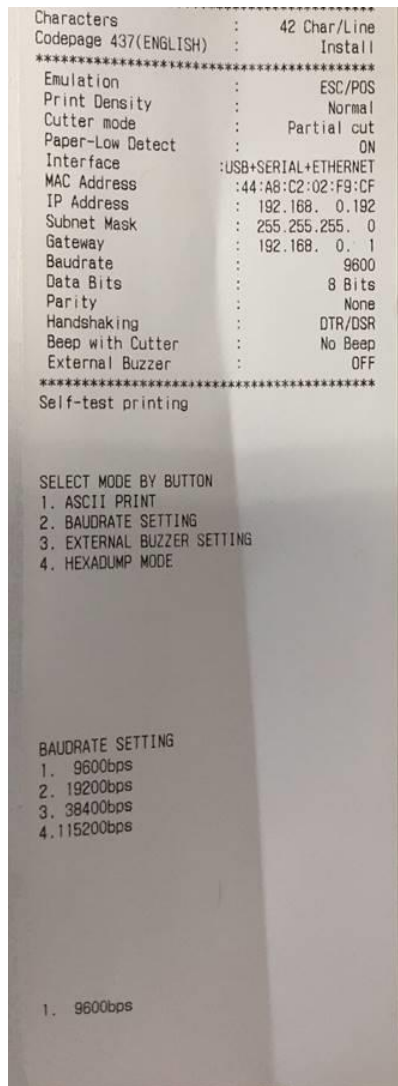 ****************************************
Characters : 42 Char/Line
Codepage 437(ENGLISH) : Install
******************************************
Emulation : ESC/POS
Print Density : Normal
Cutter mode : Partial cut
Paper-Low Detect : ON
Interface :USB+SERIAL+ETHERNET
MAC Address :44:A8:C2:02:F9:CF
IP Address : 192.168.  0.192
Subnet Mask : 255.255.255.  0
Gateway : 192.168.  0.  1
Baudrate : 9600
Data Bits : 8 Bits
Parity : None
Handshaking : DTR/DSR
Beep with Cutter : No Beep
External Buzzer : OFF
******************************************
Self-test printing
SELECT MODE BY BUTTON
1. ASCII PRINT
2. BAUDRATE SETTING
3. EXTERNAL BUZZER SETTING
4. HEXADUMP MODE
BAUDRATE SETTING
1.  9600bps
2. 19200bps
3. 38400bps
4.115200bps
1.  9600bps